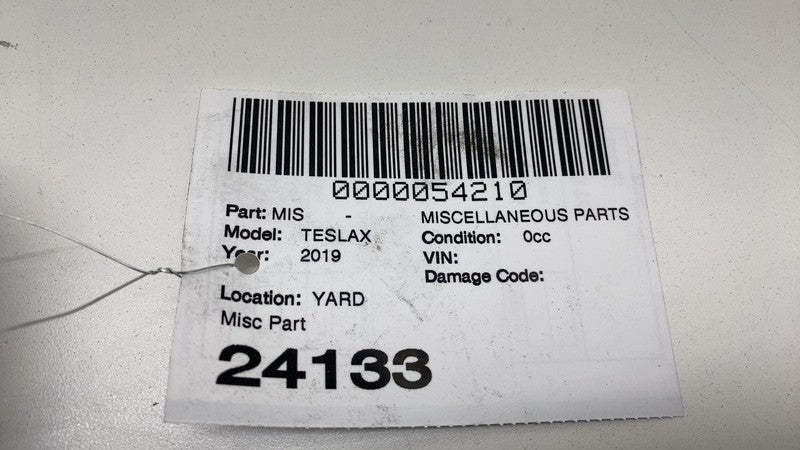 0000054210
Part: MIS - MISCELLANEOUS PARTS
Model: TESLAX Condition: 0cc
Year: 2019 VIN:
Damage Code:
Location: YARD
Misc Part
24133